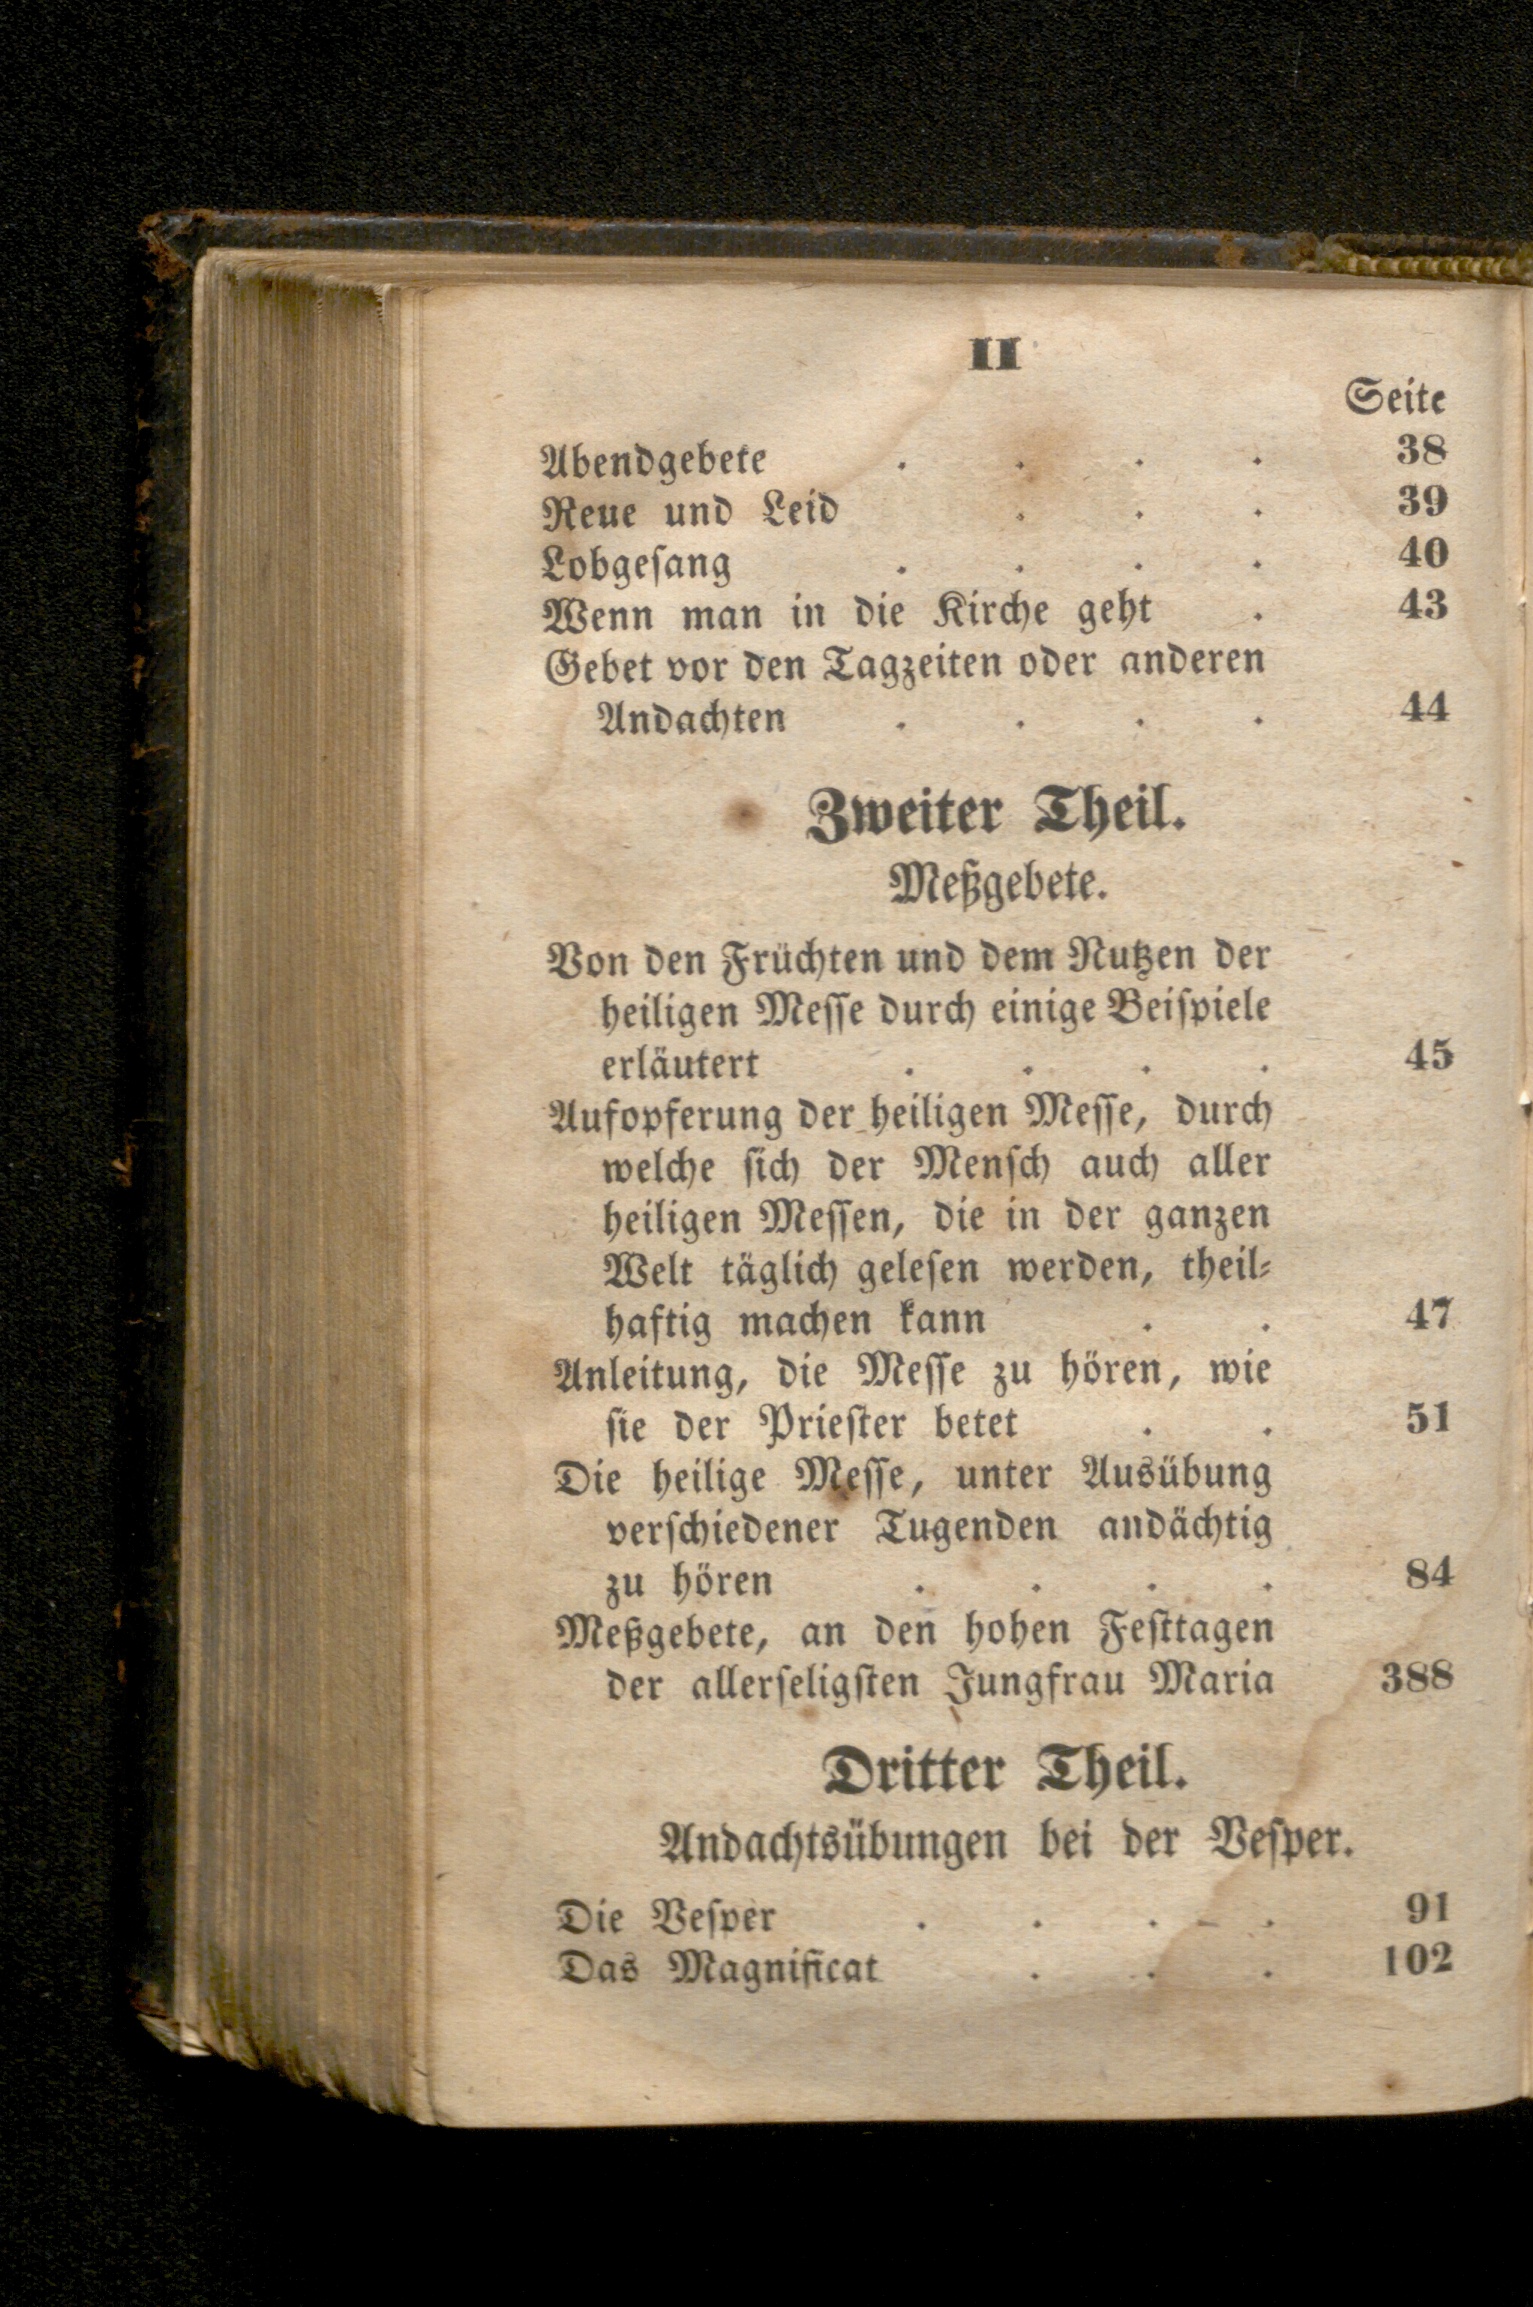 II
Seite
Abendgebete . . . . 38
Reue und Leid . . . 39
Lobgeſang . . . . 40
Wenn man in die Kirche geht . 43
Gebet vor den Tagzeiten oder anderen
Andachten . . . . 44
Zweiter Theil.
Meßgebete.
Von den Früchten und dem Nutzen der
heiligen Meſſe durch einige Beiſpiele
erläutert . . . . 45
Aufopferung der heiligen Meſſe, durch
welche ſich der Menſch auch aller
heiligen Meſſen, die in der ganzen
Welt täglich geleſen werden, theil⸗
haftig machen kann . . 47
Anleitung, die Meſſe zu hören, wie
ſie der Prieſter betet . . 51
Die heilige Meſſe, unter Ausübung
verſchiedener Tugenden andächtig
zu hören . . . . 84
Meßgebete, an den hohen Feſttagen
der allerſeligſten Jungfrau Maria 388
Dritter Theil.
Andachtsübungen bei der Veſper.
Die Veſper . . . . 91
Das Magnificat . . . 102